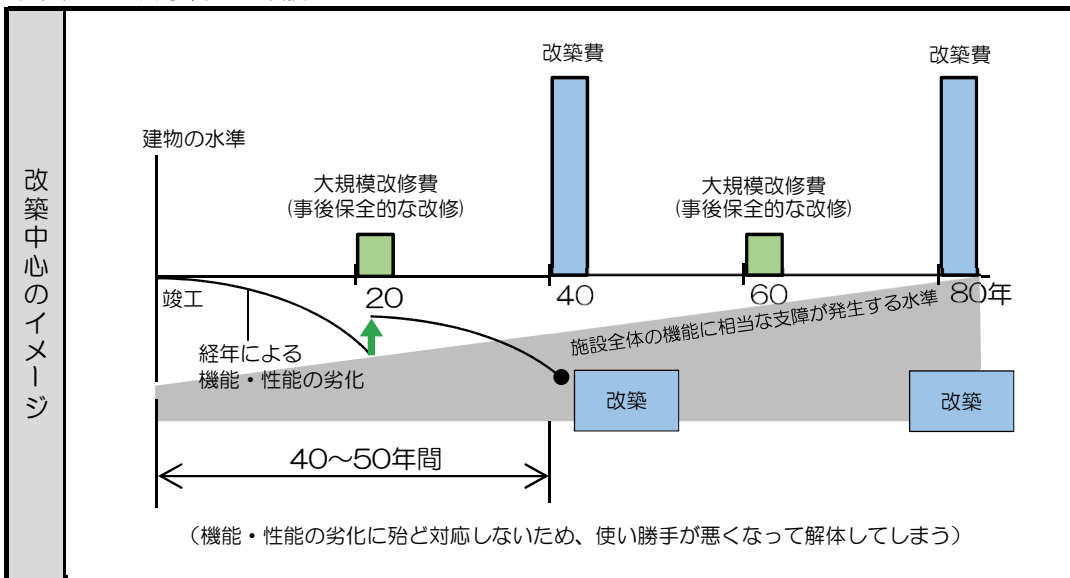 改築中心のイメージ
改築費
改築費
建物の水準
大規模改修費
(事後保全的な改修)
大規模改修費
(事後保全的な改修)
竣工
20
40
60
80年
施設全体の機能に相当な支障が発生する水準
経年による
機能・性能の劣化
改築
改築
40～50年間
（機能・性能の劣化に殆ど対応しないため、使い勝手が悪くなって解体してしまう）